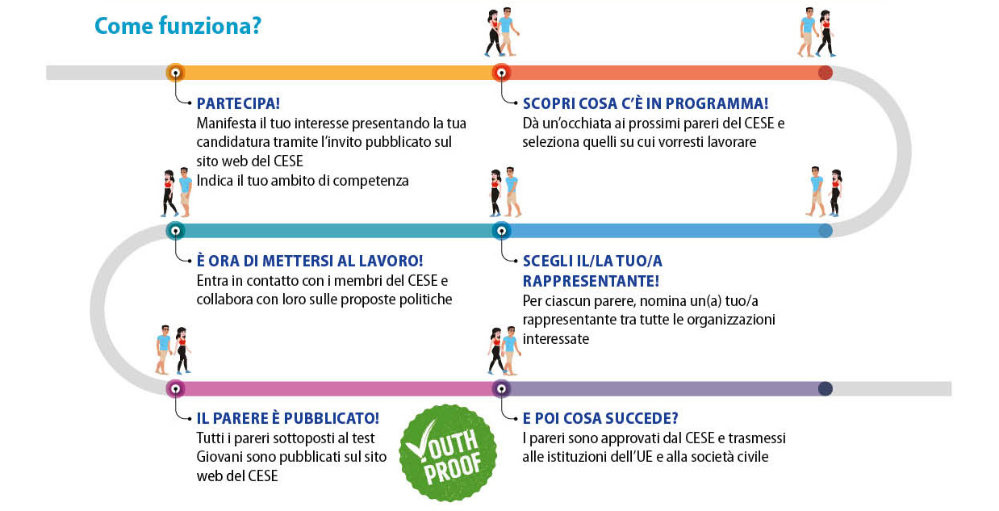 Come funziona?
PARTECIPA!
Manifesta il tuo interesse presentando la tua
candidatura tramite l'invito pubblicato sul
sito web del CESE
Indica il tuo ambito di competenza
SCOPRI COSA C'È IN PROGRAMMA!
Dà un'occhiata ai prossimi pareri del CESE e
seleziona quelli su cui vorresti lavorare
SCEGLI IL/LA TUO/A
RAPPRESENTANTE!
Per ciascun parere, nomina un(a) tuo/a
rappresentante tra tutte le organizzazioni
interessate
È ORA DI METTERSI AL LAVORO!
Entra in contatto con i membri del CESE e
collabora con loro sulle proposte politiche
IL PARERE È PUBBLICATO!
Tutti i pareri sottoposti al test
Giovani sono pubblicati sul sito
web del CESE
YOUTH
PROOF
E POI COSA SUCCEDE?
I pareri sono approvati dal CESE e trasmessi
alle istituzioni dell'UE e alla società civile